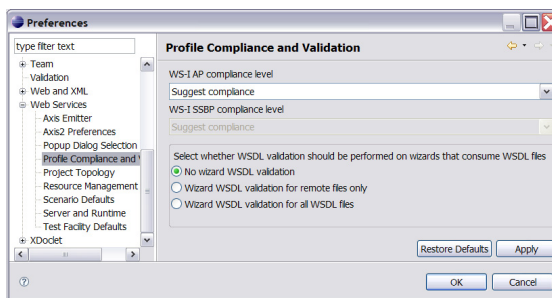 Preferences
type filter text
Profile Compliance and Validation
Team
Validation
Web and XML
Web Services
Axis Emitter
Axis2 Preferences
Popup Dialog Selection
Profile Compliance and
Project Topology
Resource Management
Scenario Defaults
Server and Runtime
Test Facility Defaults
XDoclet
WS-I AP compliance level
Suggest compliance
WS-I SSBP compliance level
Suggest compliance
Select whether WSDL validation should be performed on wizards that consume WSDL files
No wizard WSDL validation
Wizard WSDL validation for remote files only
Wizard WSDL validation for all WSDL files
Restore Defaults
Apply
OK
Cancel